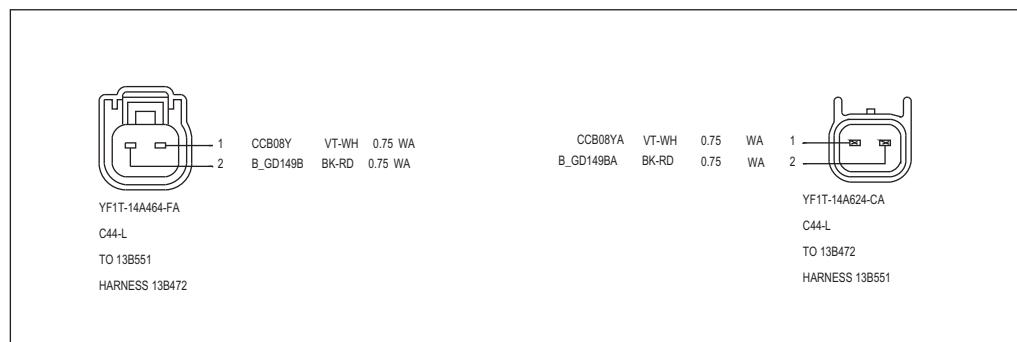 1 CCB08Y VT-WH 0.75 WA
2 B_GD149B BK-RD 0.75 WA
YF1T-14A464-FA
C44-L
TO 13B551
HARNESS 13B472
CCB08YA VT-WH 0.75 WA 1
B_GD149BA BK-RD 0.75 WA 2
YF1T-14A624-CA
C44-L
TO 13B472
HARNESS 13B551